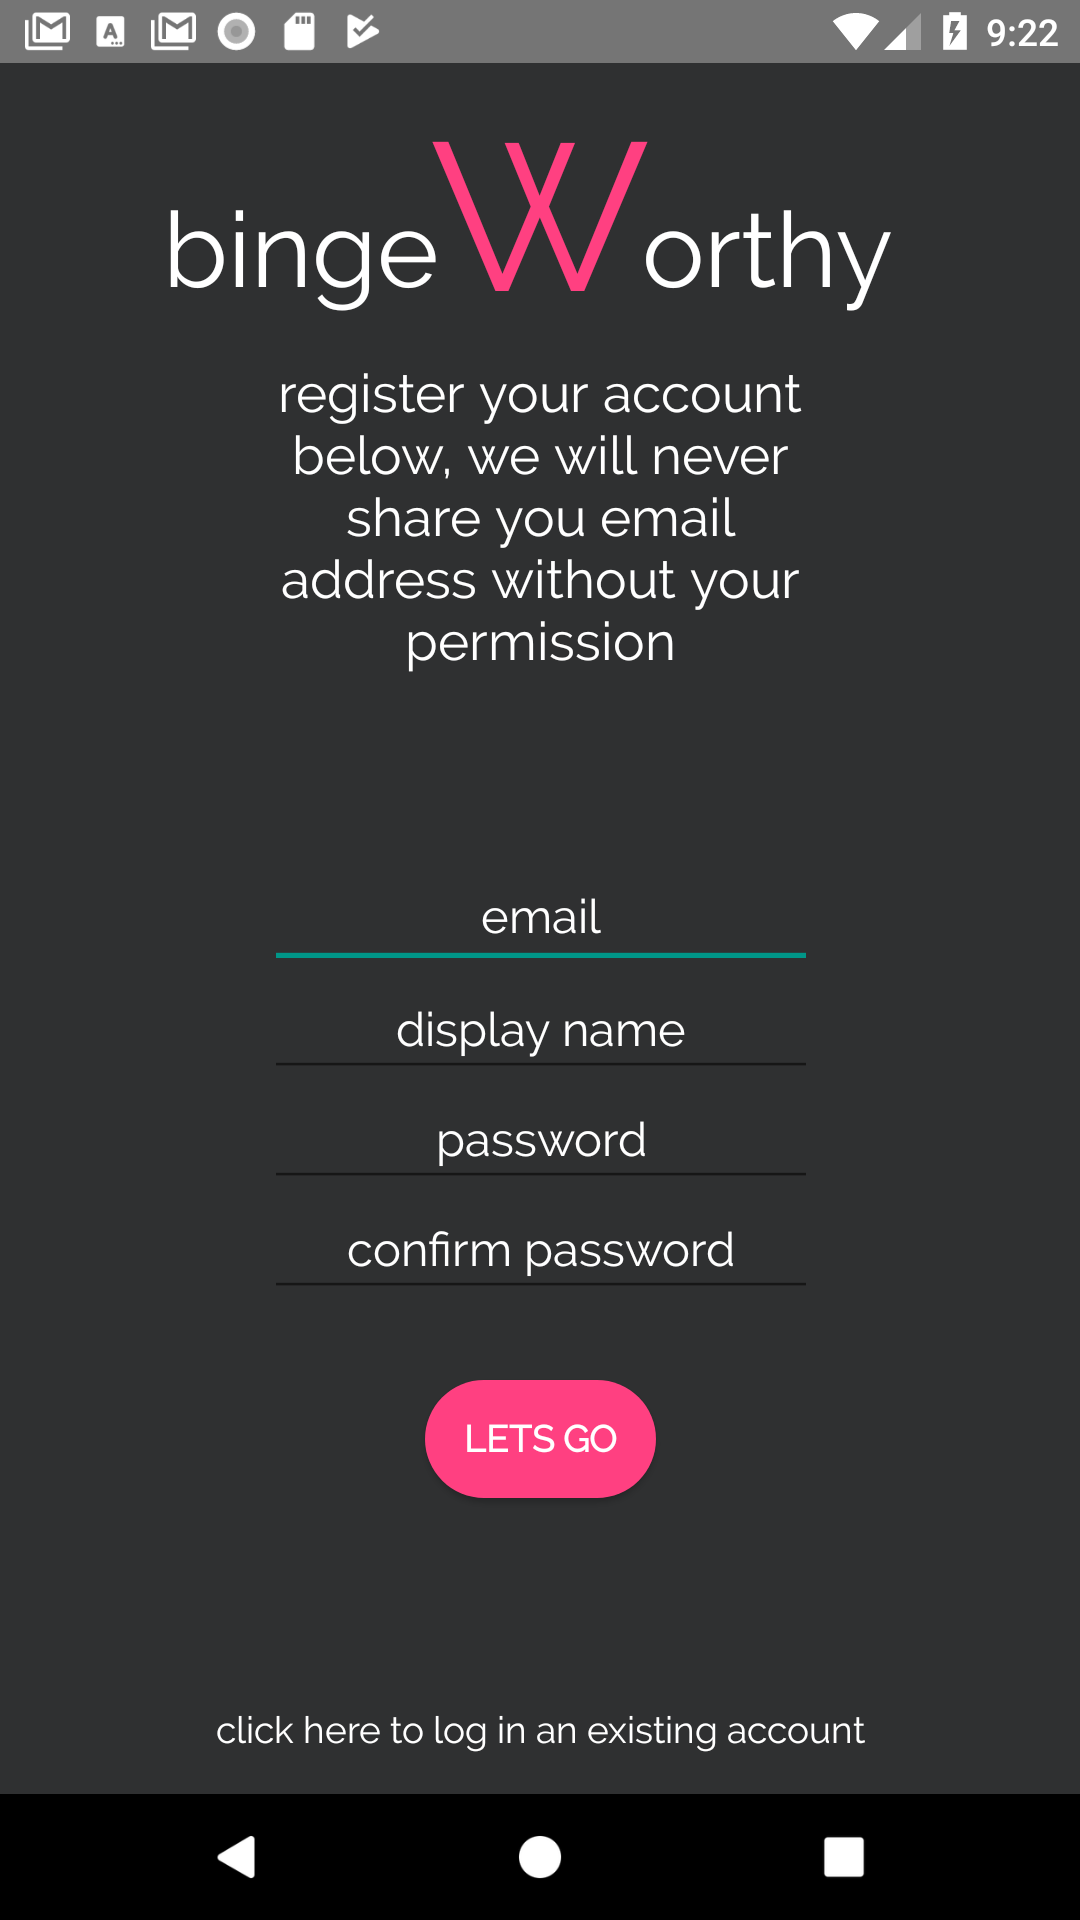 9:22
bingeWorthy
register your account
below, we will never
share you email
address without your
permission
email
display name
password
confirm password
LETS GO
click here to log in an existing account